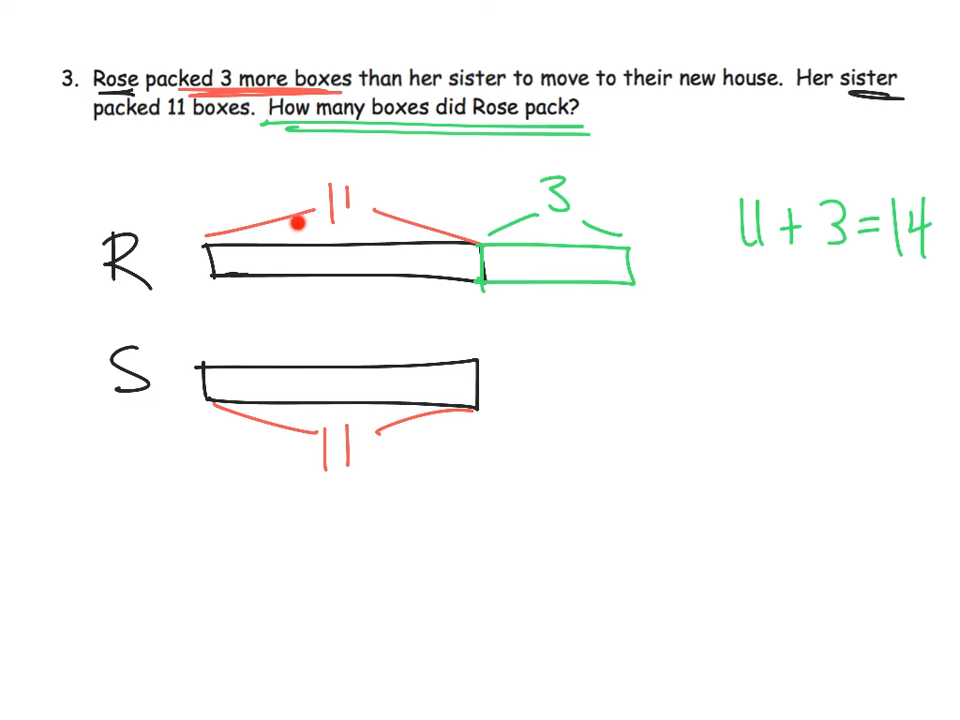 3. Rose packed 3 more boxes than her sister to move to their new house. Her sister
packed 11 boxes. How many boxes did Rose pack?
11
3
11 + 3 = 14
R
S
11